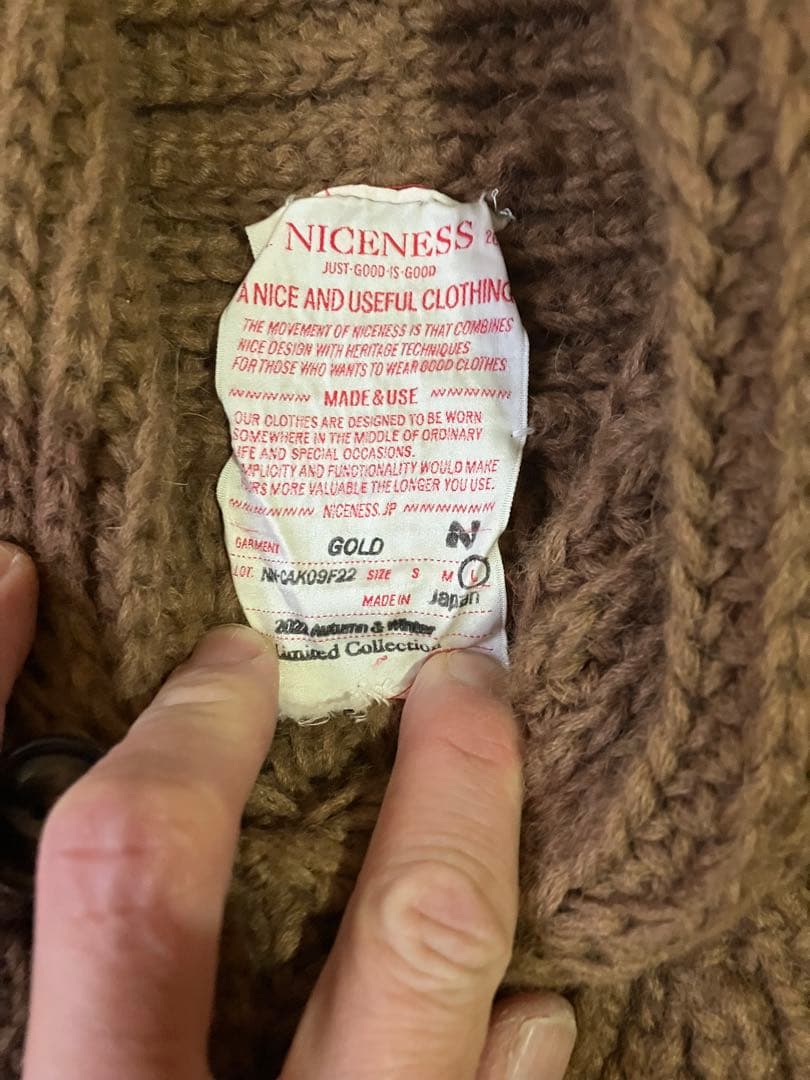 NICENESS
JUST·GOOD·IS·GOOD
A NICE AND USEFUL CLOTHING
THE MOVEMENT OF NICENESS IS THAT COMBINES
NICE DESIGN WITH HERITAGE TECHNIQUES
FOR THOSE WHO WANTS TO WEAR GOOD CLOTHES
MADE & USE
OUR CLOTHES ARE DESIGNED TO BE WORN
SOMEWHERE IN THE MIDDLE OF ORDINARY
LIFE AND SPECIAL OCCASIONS.
MPLICITY AND FUNCTIONALITY WOULD MAKE
RS MORE VALUABLE THE LONGER YOU USE.
NICENESS.JP
GARMENT GOLD N
LOT. NN-CAK09F22 SIZE S M L
MADE IN Japan
Autumn & Winter
Limited Collection